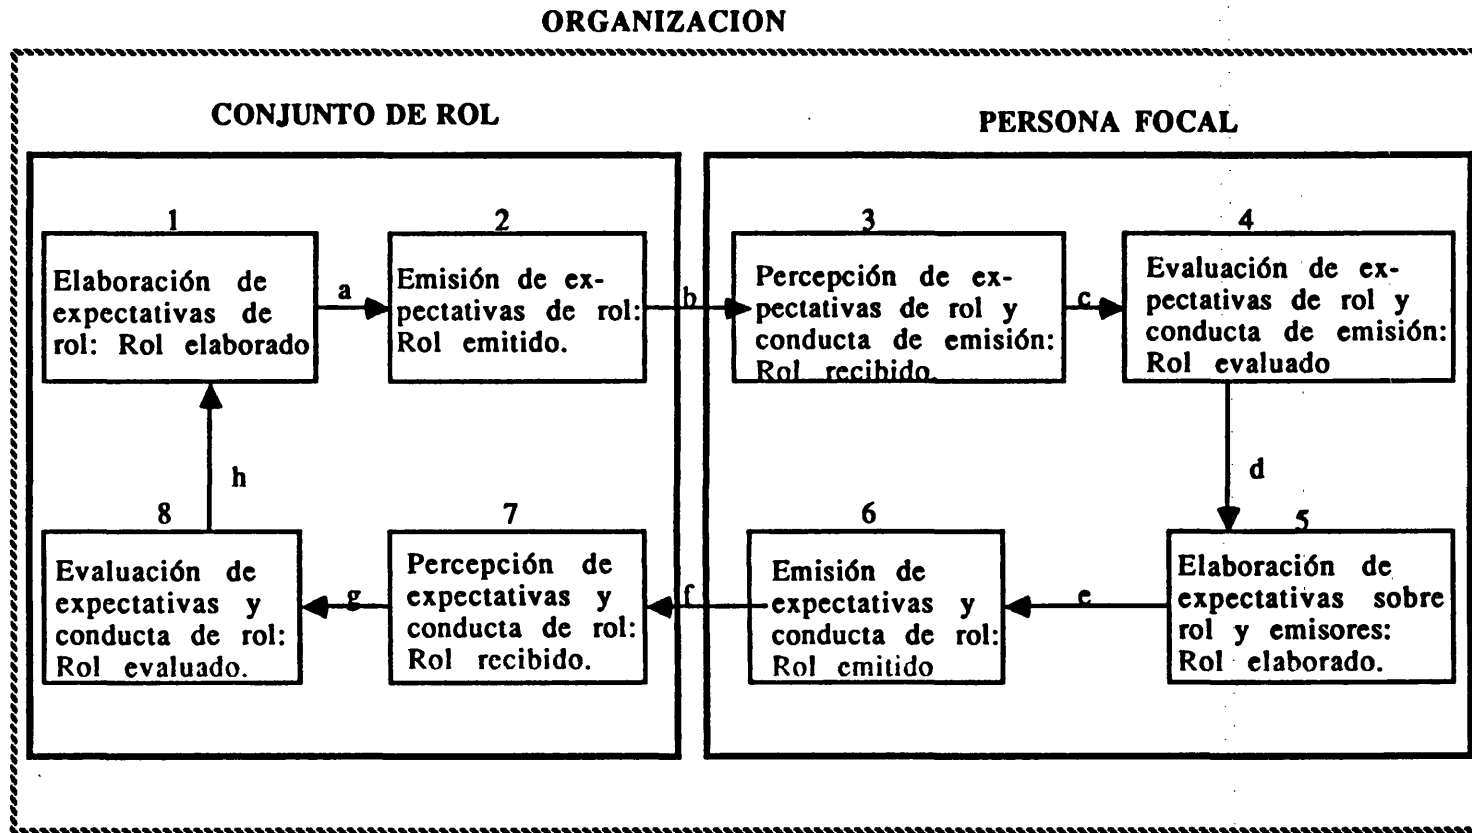 ORGANIZACION
CONJUNTO DE ROL
PERSONA FOCAL
1
Elaboración de
expectativas de
rol: Rol elaborado
a
2
Emisión de ex-
pectativas de rol:
Rol emitido.
b
3
Percepción de ex-
pectativas de rol y
conducta de emisión:
Rol recibido.
c
4
Evaluación de ex-
pectativas de rol y
conducta de emisión:
Rol evaluado
d
5
Elaboración de
expectativas sobre
rol y emisores:
Rol elaborado.
e
6
Emisión de
expectativas y
conducta de rol:
Rol emitido
f
7
Percepción de
expectativas y
conducta de rol:
Rol recibido.
g
8
Evaluación de
expectativas y
conducta de rol:
Rol evaluado.
h